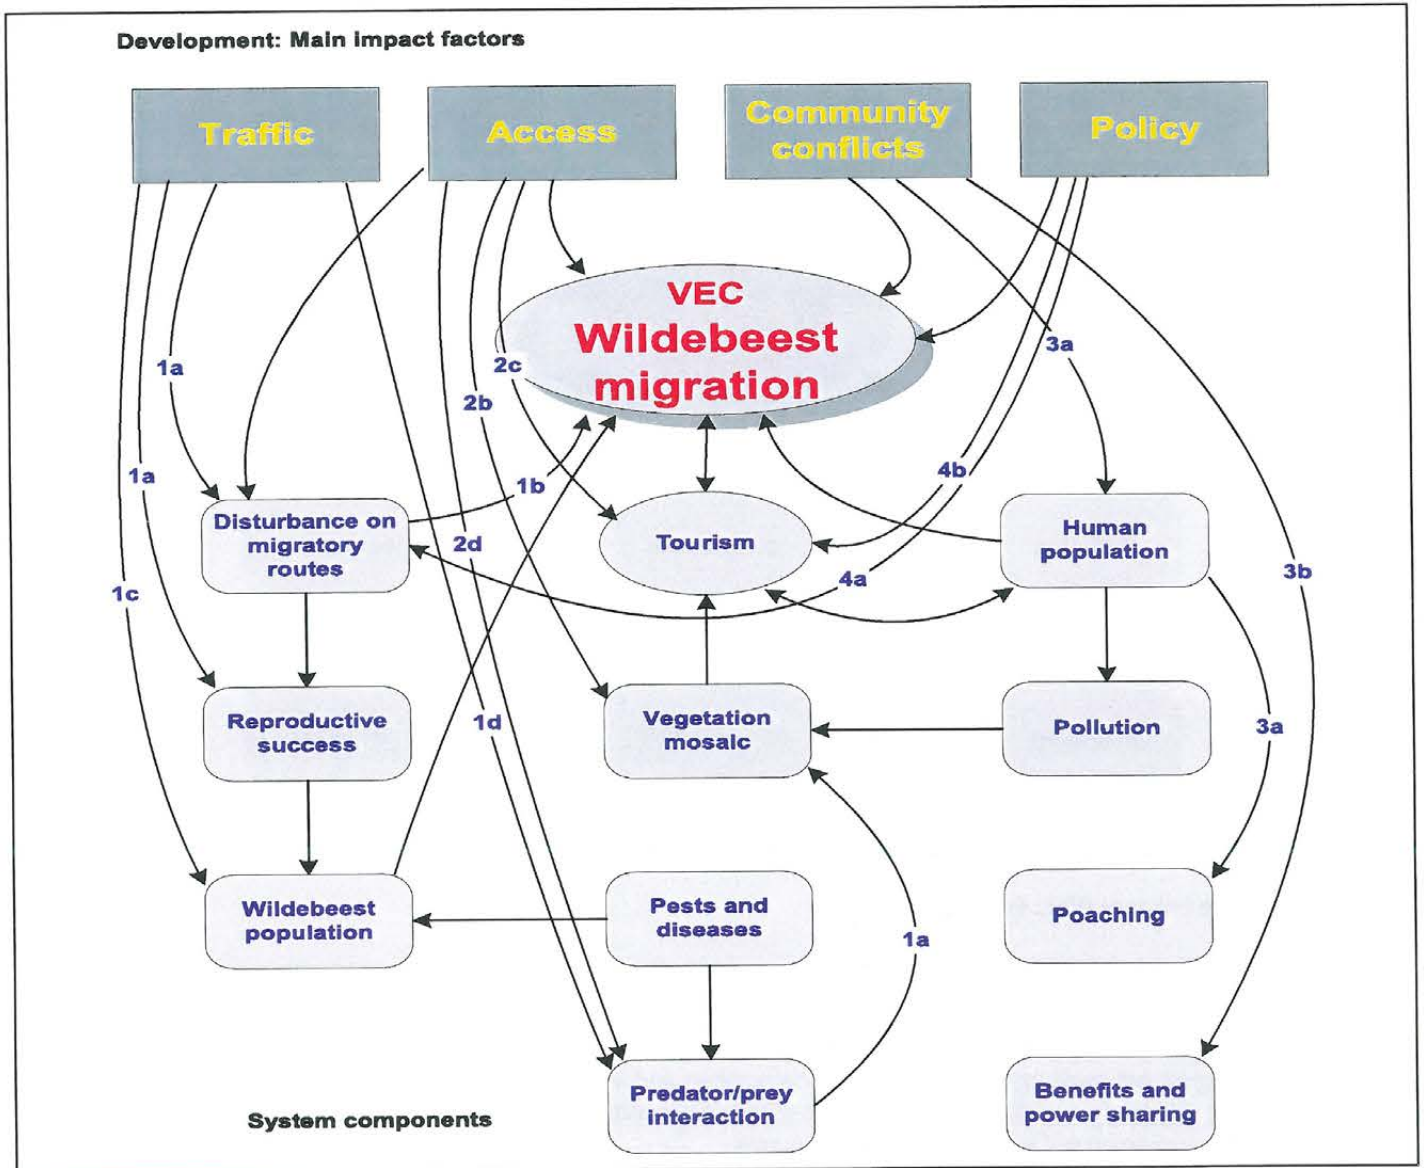 Development: Main impact factors
Traffic
Access
Community
conflicts
Policy
VEC
Wildebeest
migration
1a
2c
3a
2b
1a
1b
4b
Disturbance on
migratory
routes
2d
Tourism
Human
population
1c
4a
3b
Reproductive
success
1d
Vegetation
mosaic
Pollution
3a
Wildebeest
population
Pests and
diseases
1a
Poaching
System components
Predator/prey
interaction
Benefits and
power sharing